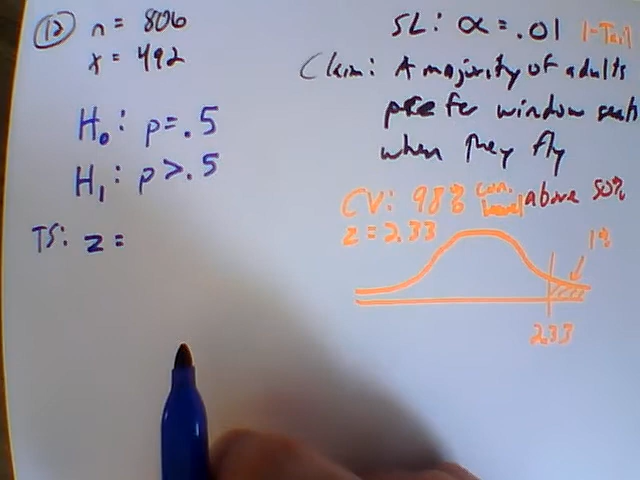 12 n = 806
x = 492
H₀: p = .5
H₁: p > .5
TS: z =
SL: α = .01 1-Tail
Claim: A majority of adults
prefer window seats
when they fly
above 50%
CV: 98% con. level
z = 2.33
1%
2.33